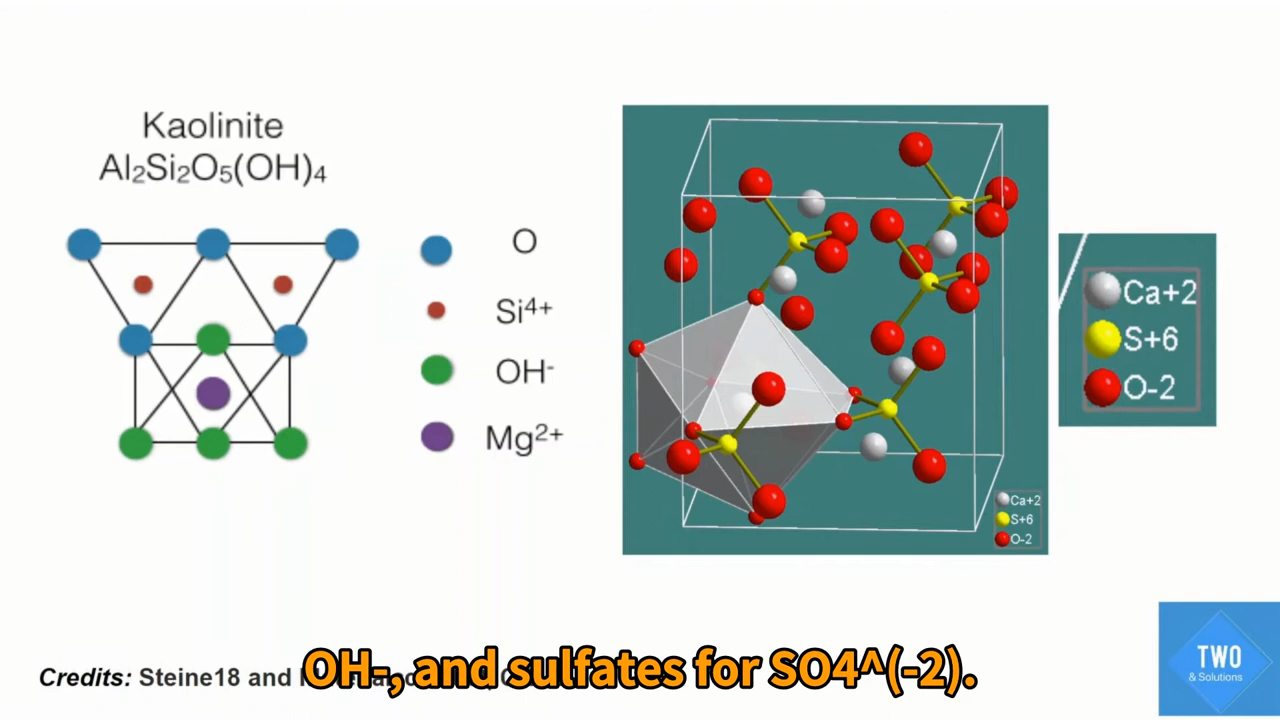 Kaolinite
Al₂Si₂O₅(OH)₄
O
Si⁴⁺
OH⁻
Mg²⁺
Ca+2
S+6
O-2
Ca+2
S+6
O-2
Credits: Steine18 and
OH-, and sulfates for SO4^(-2).
TWO
& Solutions